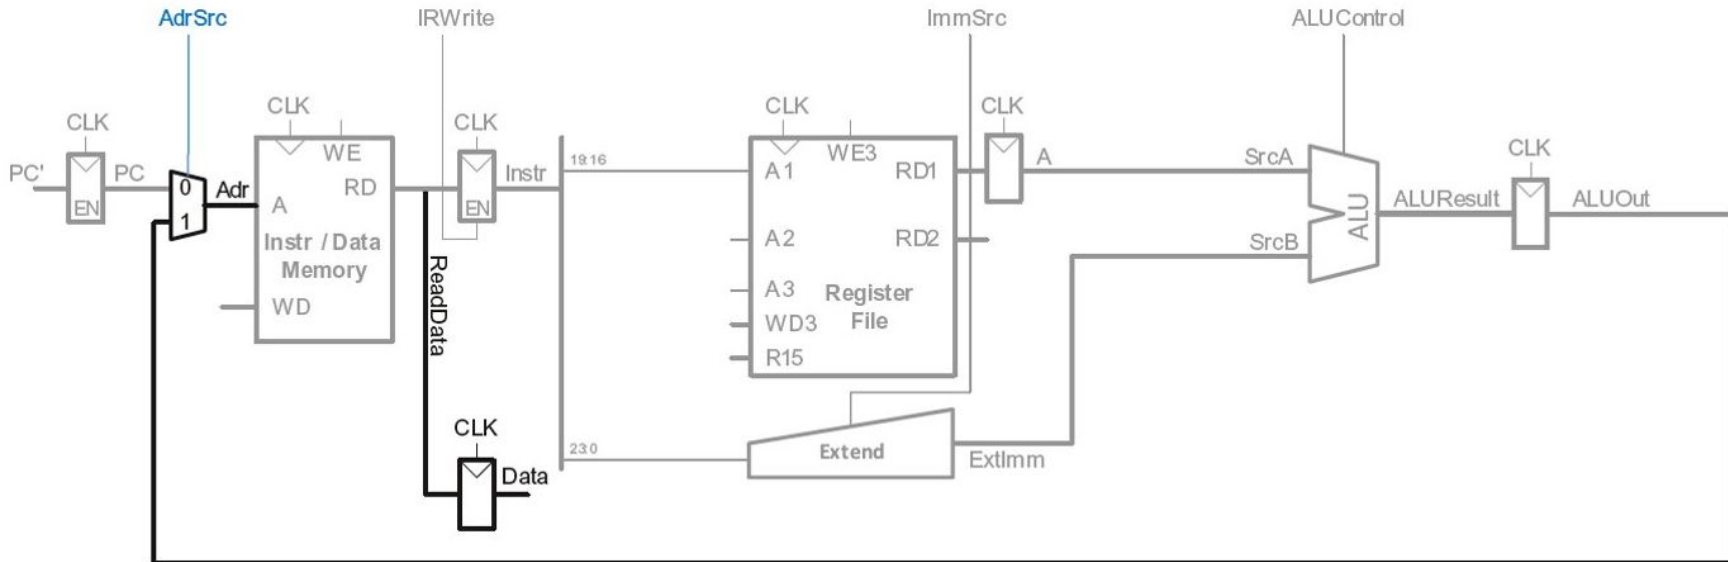 AdrSrc
IRWrite
ImmSrc
ALUControl
CLK
CLK
CLK
CLK
CLK
CLK
PC'
EN
PC
0
1
Adr
WE
RD
A
Instr / Data
Memory
WD
EN
Instr
ReadData
CLK
Data
19:16
23:0
A1
WE3
RD1
A2
RD2
A3
WD3
R15
Register
File
Extend
ExtImm
A
SrcA
SrcB
ALU
ALUResult
ALUOut